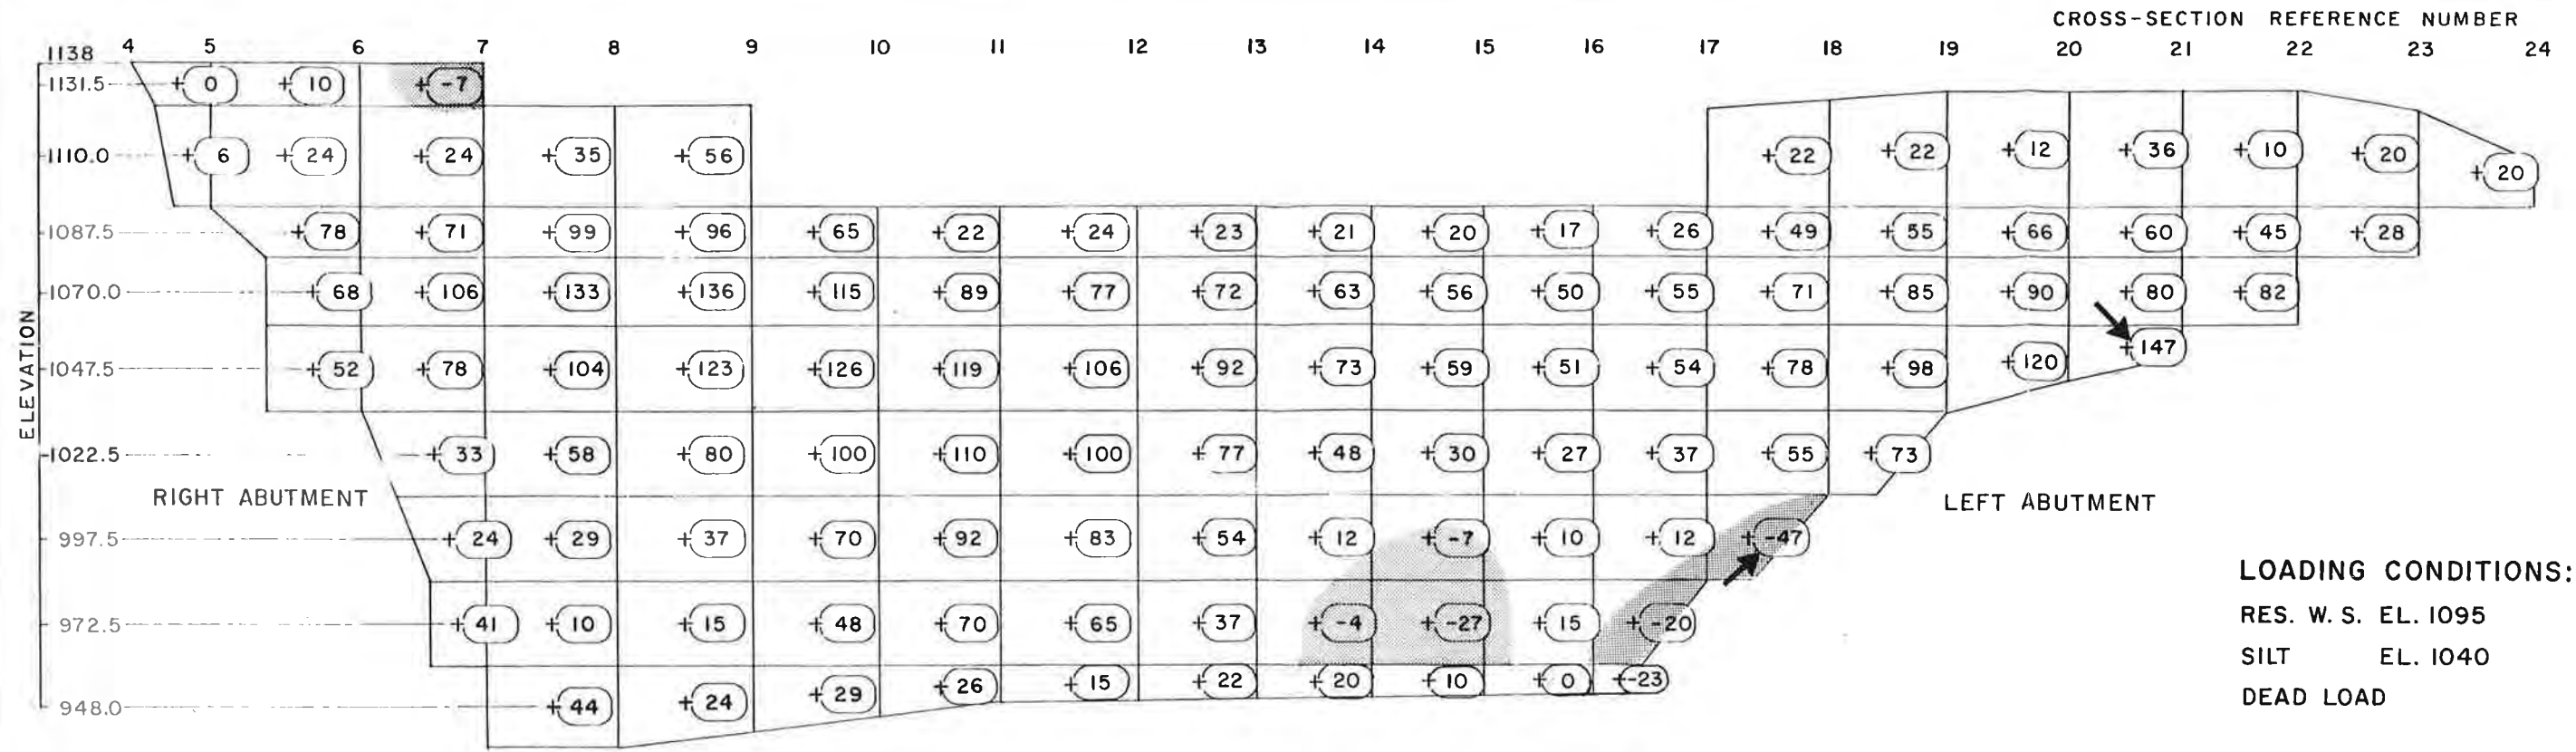 CROSS-SECTION REFERENCE NUMBER
4 5 6 7 8 9 10 11 12 13 14 15 16 17 18 19 20 21 22 23 24
1138
1131.5 + 0 + 10 + -7
1110.0 + 6 + 24 + 24 + 35 + 56 + 22 + 22 + 12 + 36 + 10 + 20 + 20
1087.5 + 78 + 71 + 99 + 96 + 65 + 22 + 24 + 23 + 21 + 20 + 17 + 26 + 49 + 55 + 66 + 60 + 45 + 28
1070.0 + 68 + 106 + 133 + 136 + 115 + 89 + 77 + 72 + 63 + 56 + 50 + 55 + 71 + 85 + 90 + 80 + 82
ELEVATION
1047.5 + 52 + 78 + 104 + 123 + 126 + 119 + 106 + 92 + 73 + 59 + 51 + 54 + 78 + 98 + 120 + 147
1022.5 + 33 + 58 + 80 + 100 + 110 + 100 + 77 + 48 + 30 + 27 + 37 + 55 + 73
RIGHT ABUTMENT
LEFT ABUTMENT
997.5 + 24 + 29 + 37 + 70 + 92 + 83 + 54 + 12 + -7 + 10 + 12 + -47
972.5 + 41 + 10 + 15 + 48 + 70 + 65 + 37 + -4 + -27 + 15 + -20
948.0 + 44 + 24 + 29 + 26 + 15 + 22 + 20 + 10 + 0 + -23
LOADING CONDITIONS:
RES. W. S. EL. 1095
SILT EL. 1040
DEAD LOAD